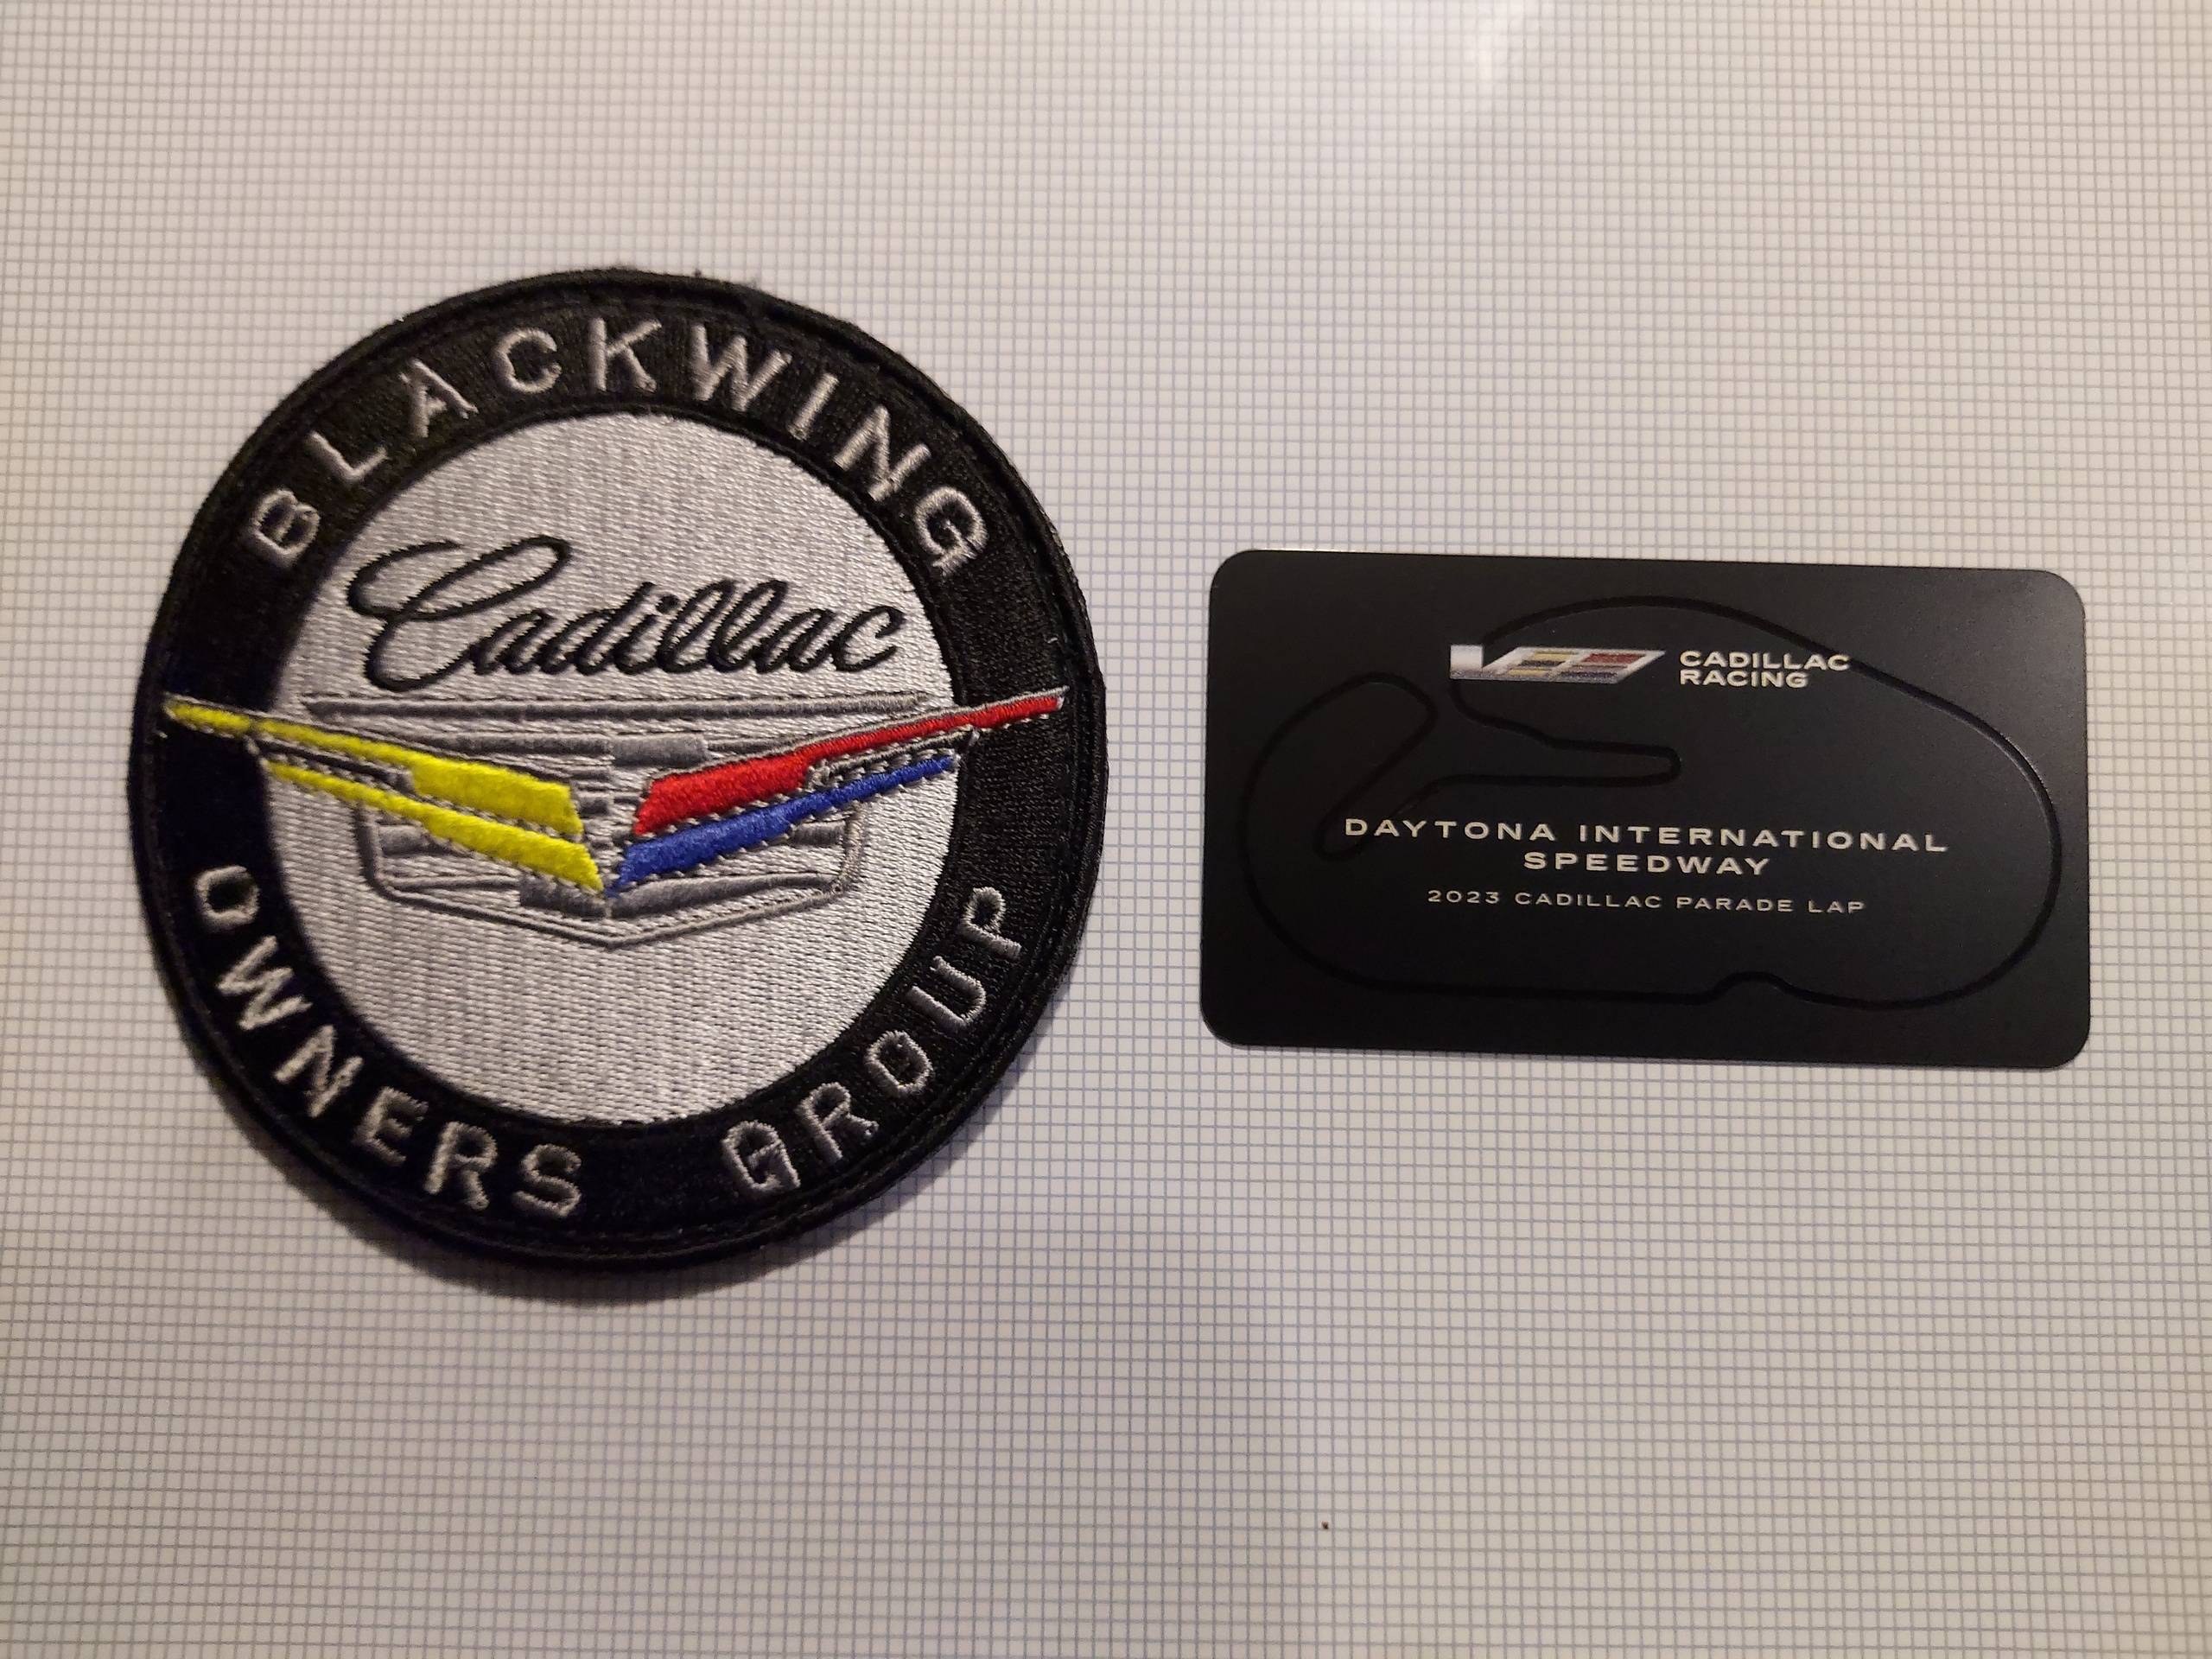 BLACKWING
Cadillac
OWNERS GROUP
CADILLAC
RACING
DAYTONA INTERNATIONAL
SPEEDWAY
2023 CADILLAC PARADE LAP